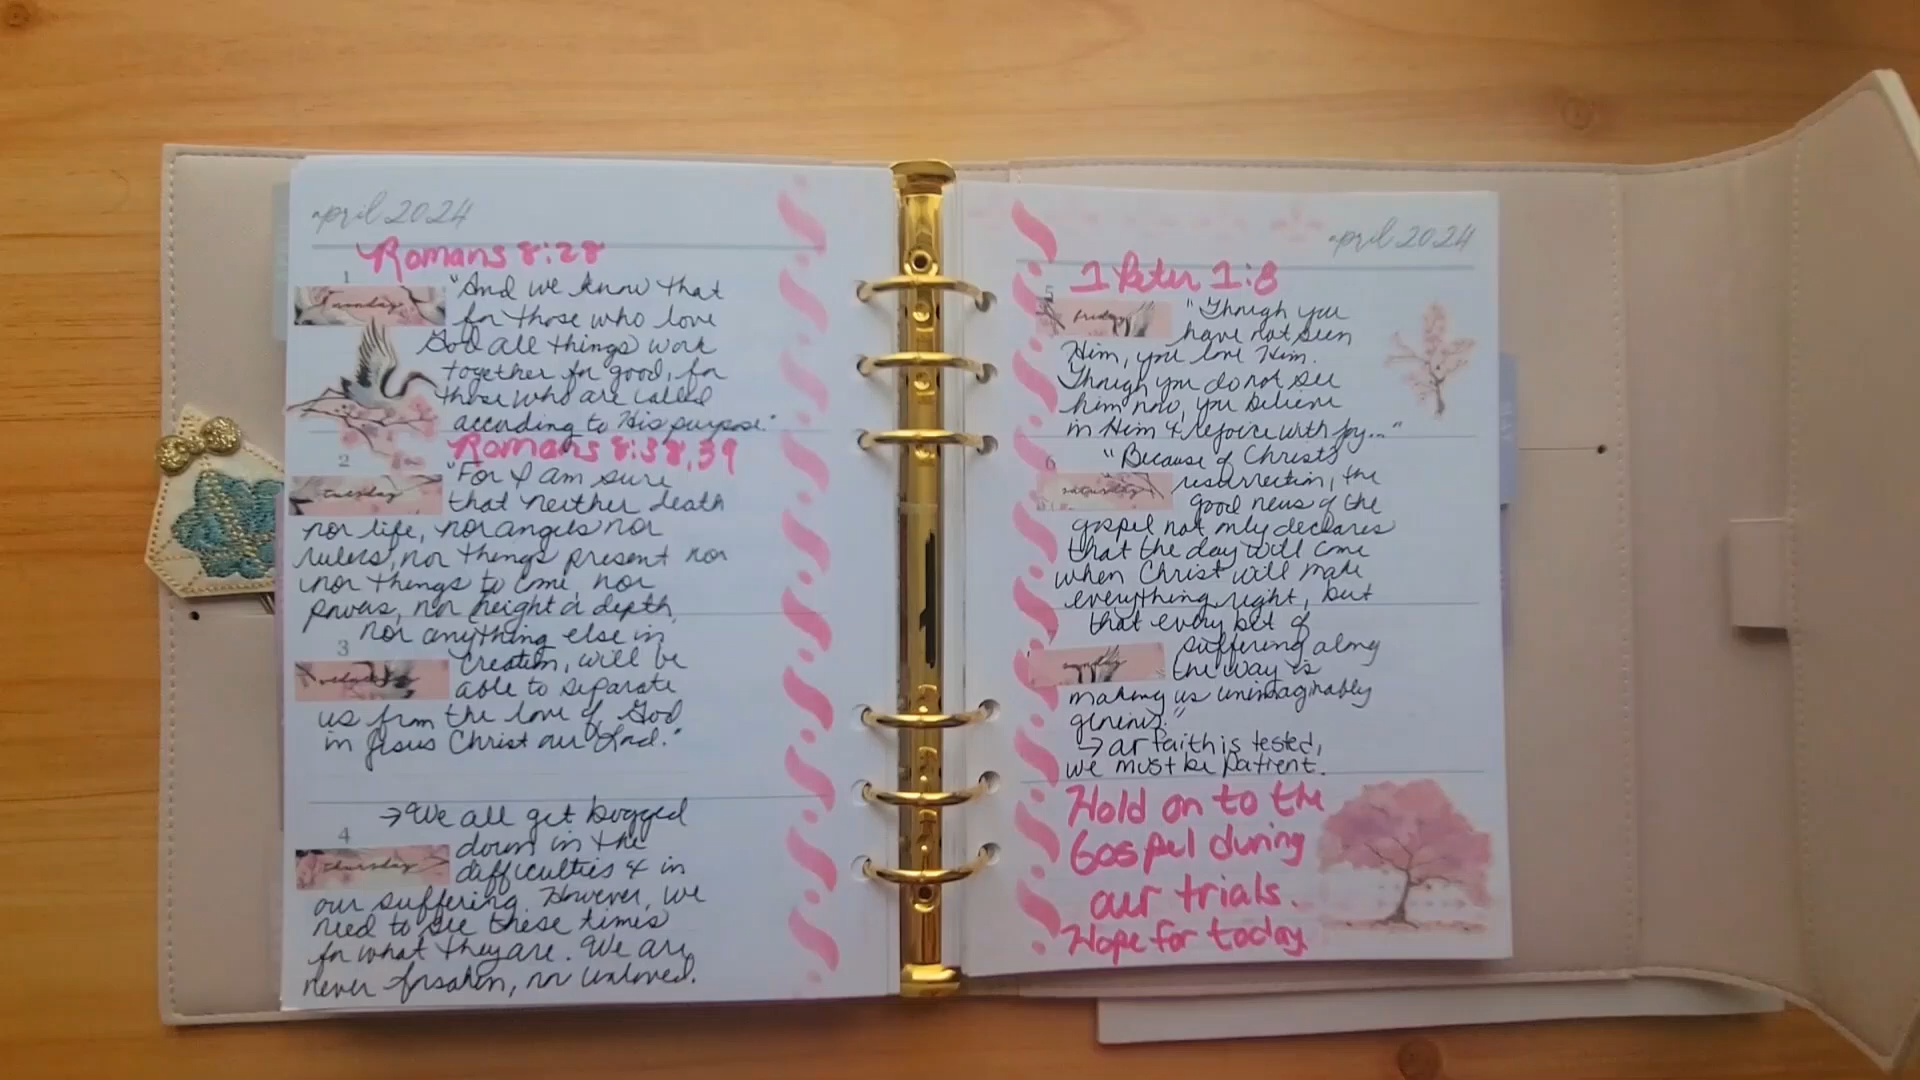 april 2024
Romans 8:28
1
monday
"And we know that
for those who love
God all things work
together for good, for
those who are called
according to His purpose."
Romans 8:38,39
2
tuesday
"For I am sure
that neither death
nor life, nor angels nor
rulers, nor things present nor
nor things to come, nor
powers, nor height or depth,
nor anything else in
3
wednesday
creation, will be
able to separate
us from the love of God
in Jesus Christ our Lord."
→ We all get bogged
4
thursday
down in the
difficulties & in
our suffering. However, we
need to see these times
for what they are. We are
never forsaken, nor unloved.
april 2024
1 Peter 1:8
5
friday
"Though you
have not seen
Him, you love Him.
Though you do not see
him now, you believe
in Him & rejoice with joy..."
"Because of Christ's
6
saturday
resurrection, the
good news of the
gospel not only declares
that the day will come
when Christ will make
everything right, but
that every bit of
sunday
suffering along
the way is
making us unimaginably
→ our faith is tested,
we must be patient.
Hold on to the
Gospel during
our trials.
Hope for today